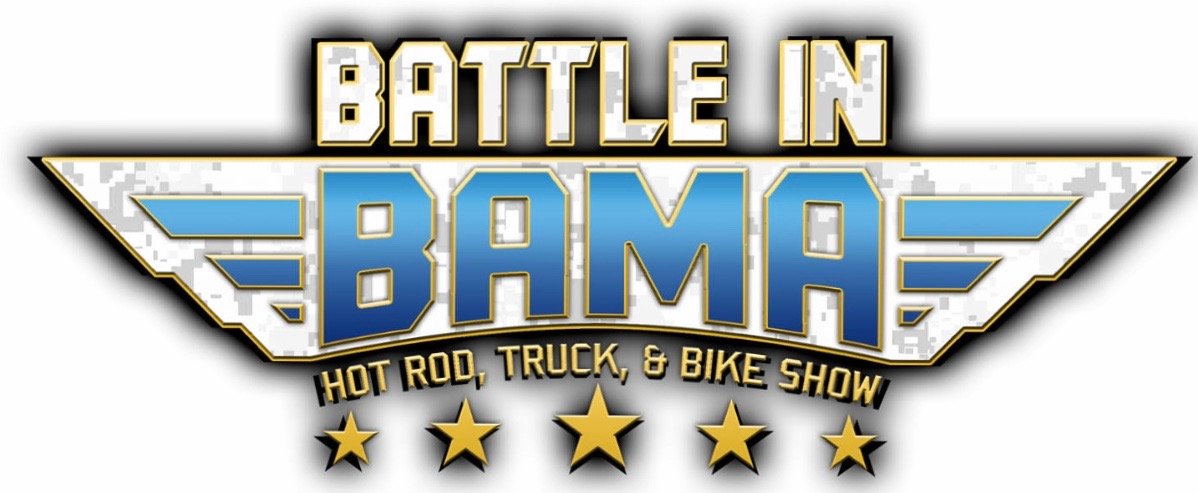 BATTLE IN
BAMA
HOT ROD, TRUCK, & BIKE SHOW